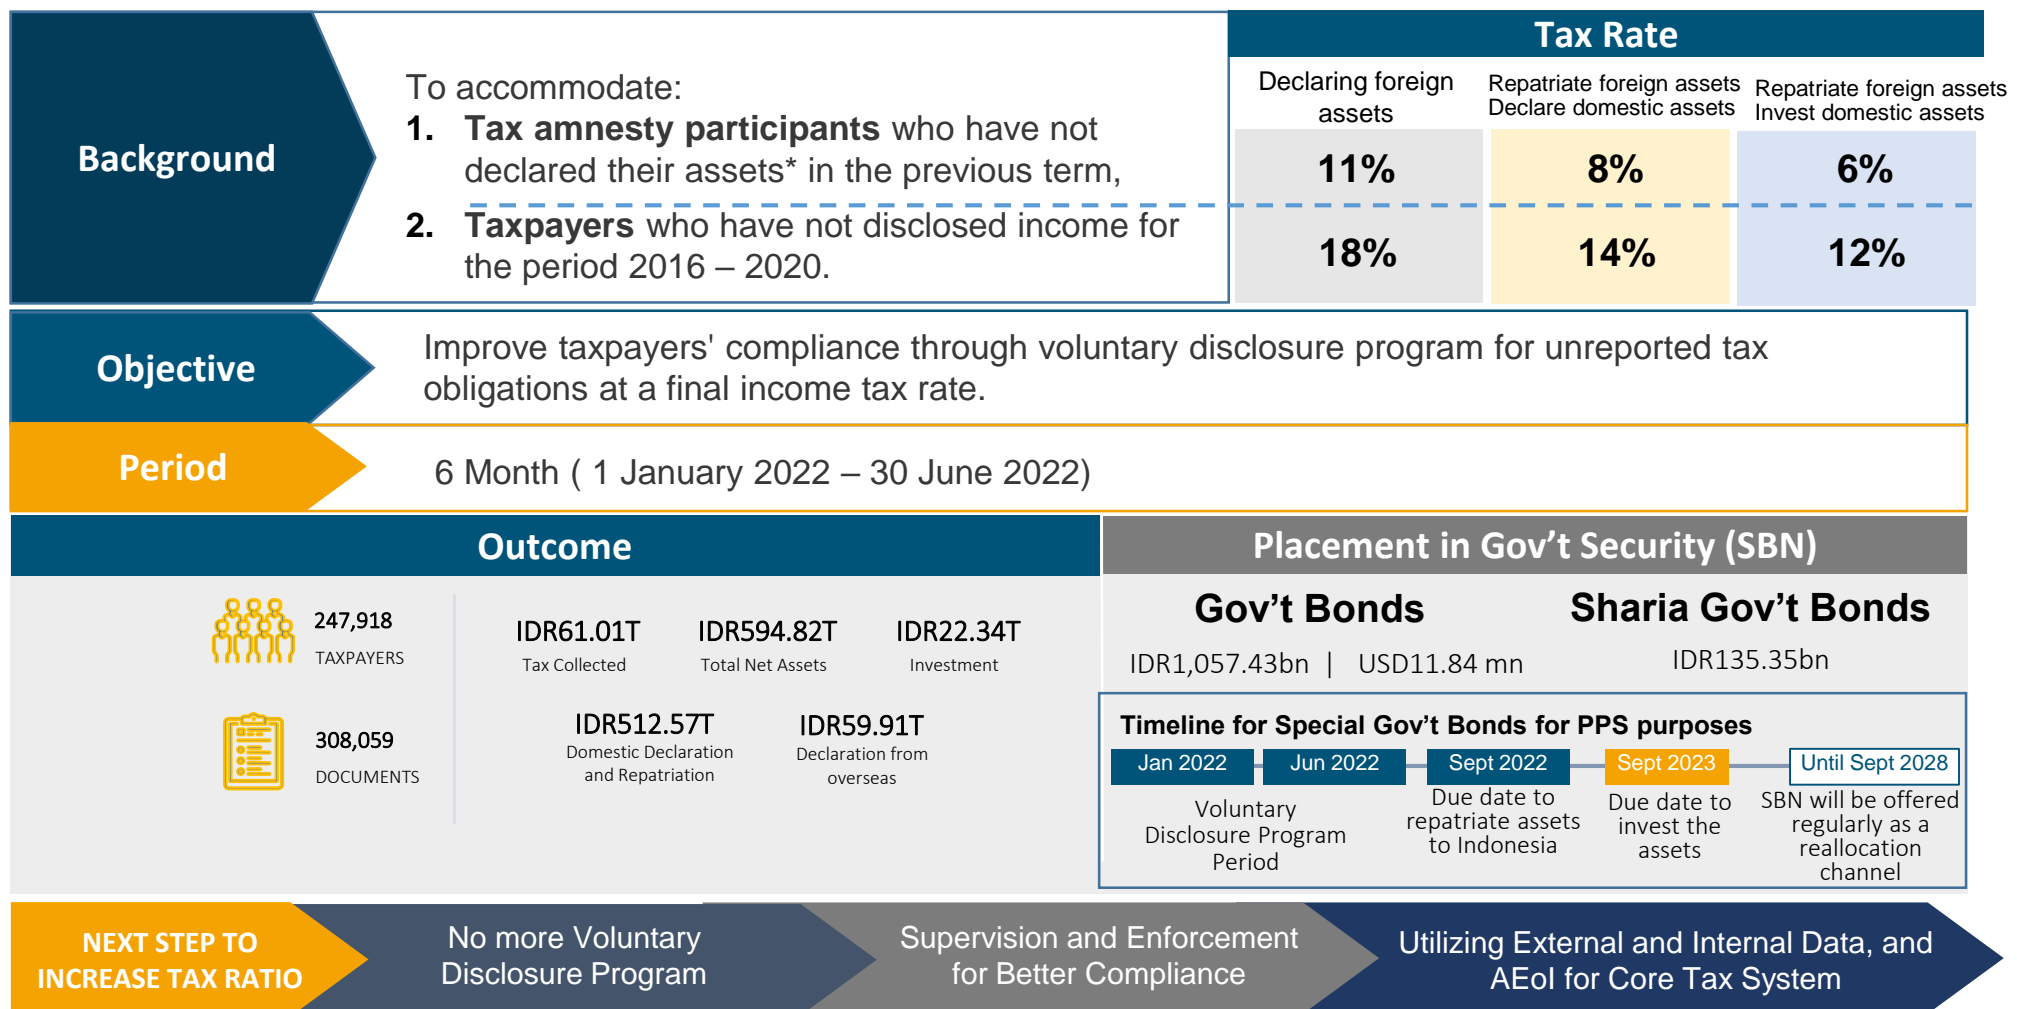 Background
To accommodate:
1. Tax amnesty participants who have not
declared their assets* in the previous term,
2. Taxpayers who have not disclosed income for
the period 2016 – 2020.
Tax Rate
Declaring foreign
assets
Repatriate foreign assets
Declare domestic assets
Repatriate foreign assets
Invest domestic assets
11% 8% 6%
18% 14% 12%
Objective
Improve taxpayers' compliance through voluntary disclosure program for unreported tax
obligations at a final income tax rate.
Period
6 Month ( 1 January 2022 – 30 June 2022)
Outcome
247,918
TAXPAYERS
308,059
DOCUMENTS
IDR61.01T
Tax Collected
IDR594.82T
Total Net Assets
IDR22.34T
Investment
IDR512.57T
Domestic Declaration
and Repatriation
IDR59.91T
Declaration from
overseas
Placement in Gov’t Security (SBN)
Gov’t Bonds
IDR1,057.43bn | USD11.84 mn
Sharia Gov’t Bonds
IDR135.35bn
Timeline for Special Gov’t Bonds for PPS purposes
Jan 2022
Jun 2022
Voluntary
Disclosure Program
Period
Sept 2022
Due date to
repatriate assets
to Indonesia
Sept 2023
Due date to
invest the
assets
Until Sept 2028
SBN will be offered
regularly as a
reallocation
channel
NEXT STEP TO
INCREASE TAX RATIO
No more Voluntary
Disclosure Program
Supervision and Enforcement
for Better Compliance
Utilizing External and Internal Data, and
AEoI for Core Tax System